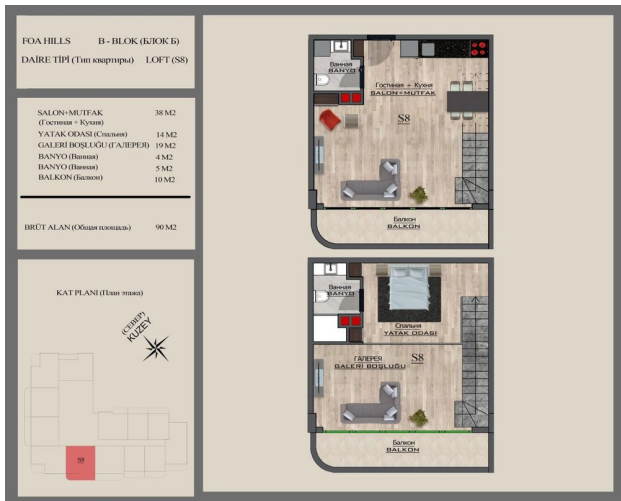 FOA HILLS B - BLOK (БЛОК Б)
DAİRE TİPİ (Тип квартиры) LOFT (S8)
SALON+MUTFAK 38 M2
(Гостиная + Кухня)
YATAK ODASI (Спальня) 14 M2
GALERİ BOŞLUĞU (ГАЛЕРЕЯ) 19 M2
BANYO (Ванная) 4 M2
BANYO (Ванная) 5 M2
BALKON (Балкон) 10 M2
BRÜT ALAN (Общая площадь) 90 M2
KAT PLANI (План этажа)
(СЕВЕР)
KUZEY
S8
Ванная
BANYO
Гостиная + Кухня
SALON+MUTFAK
S8
Балкон
BALKON
Ванная
BANYO
Спальня
YATAK ODASI
ГАЛЕРЕЯ S8
GALERİ BOŞLUĞU
Балкон
BALKON